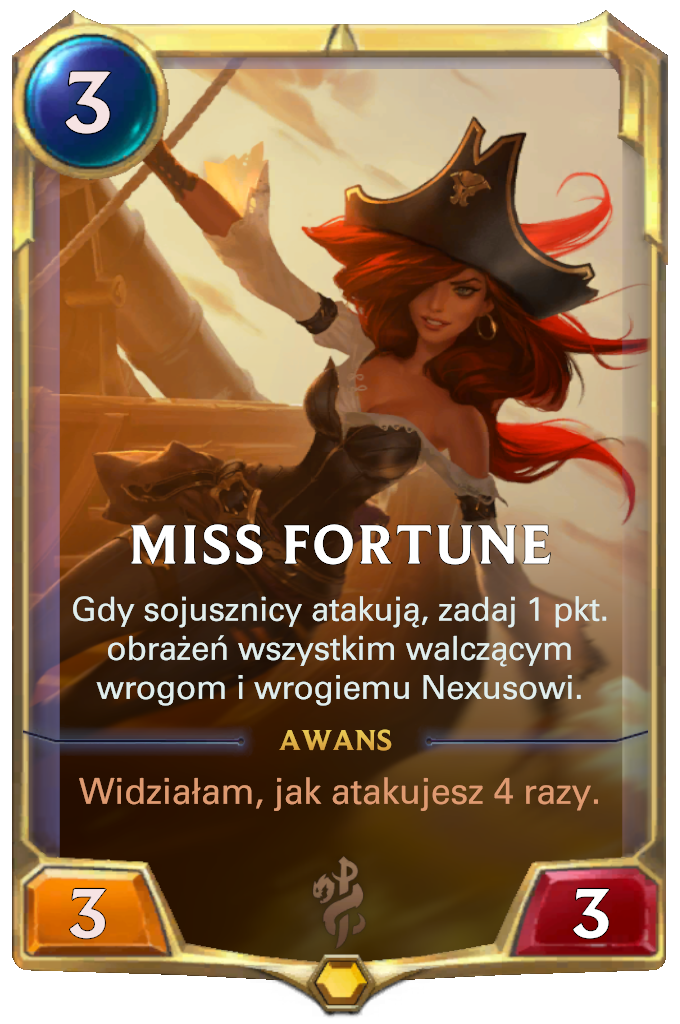 3
MISS FORTUNE
Gdy sojusznicy atakują, zadaj 1 pkt.
obrażeń wszystkim walczącym
wrogom i wrogiemu Nexusowi.
AWANS
Widziałam, jak atakujesz 4 razy.
3 3